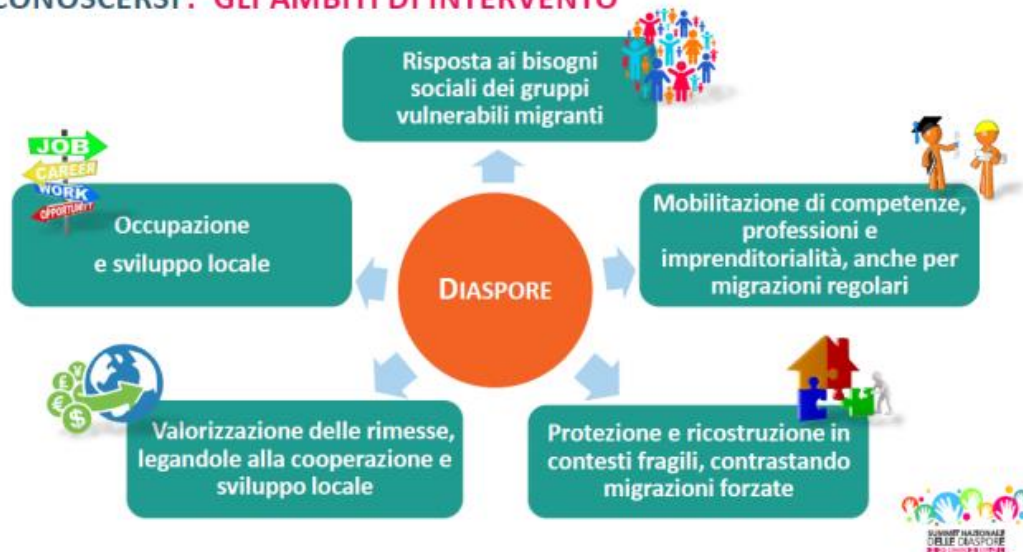 CONOSCERSI : GLI AMBITI DI INTERVENTO
Risposta ai bisogni
sociali dei gruppi
vulnerabili migranti
JOB
CAREER
WORK
OPPORTUNITY
Occupazione
e sviluppo locale
Mobilitazione di competenze,
professioni e
imprenditorialità, anche per
migrazioni regolari
DIASPORE
Valorizzazione delle rimesse,
legandole alla cooperazione e
sviluppo locale
Protezione e ricostruzione in
contesti fragili, contrastando
migrazioni forzate
SUMMIT NAZIONALE
DELLE DIASPORE